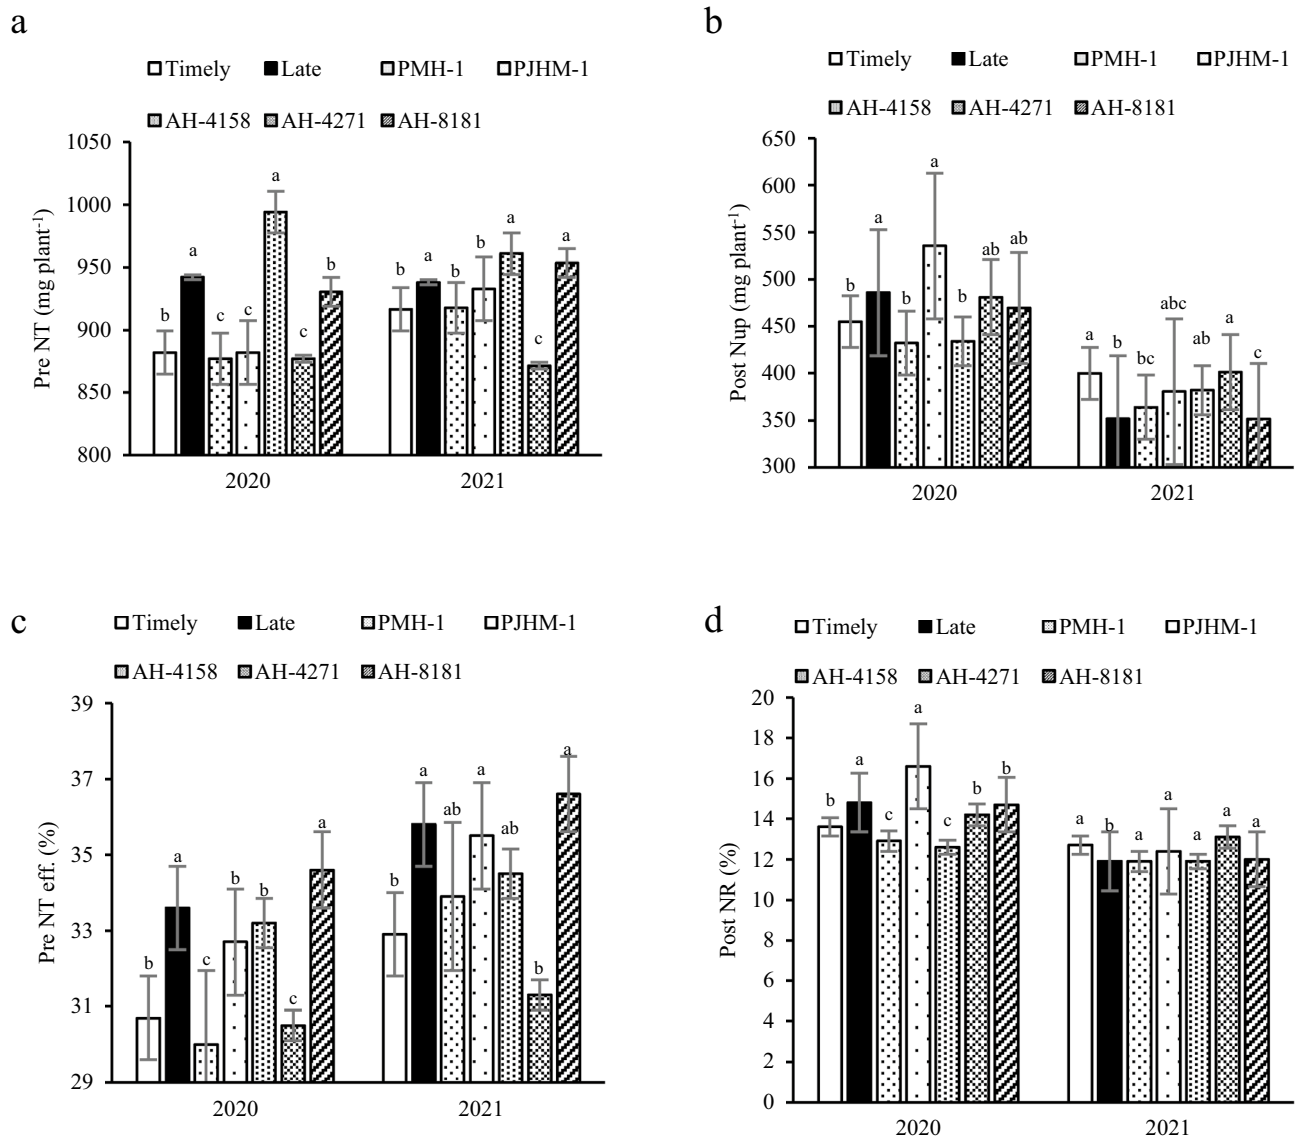 a
Timely Late PMH-1 PJHM-1
AH-4158 AH-4271 AH-8181
Pre NT (mg plant⁻¹)
1050
1000
950
900
850
800
b a c c a c b
b a b b a c a
2020 2021
b
Timely Late PMH-1 PJHM-1
AH-4158 AH-4271 AH-8181
Post Nup (mg plant⁻¹)
650
600
550
500
450
400
350
300
b a b a b ab ab
a b bc abc ab a c
2020 2021
c
Timely Late PMH-1 PJHM-1
AH-4158 AH-4271 AH-8181
Pre NT eff. (%)
39
37
35
33
31
29
b a c b b c a
b a ab a ab b a
2020 2021
d
Timely Late PMH-1 PJHM-1
AH-4158 AH-4271 AH-8181
Post NR (%)
20
18
16
14
12
10
8
6
4
2
0
b a c a c b b
a b a a a a a
2020 2021